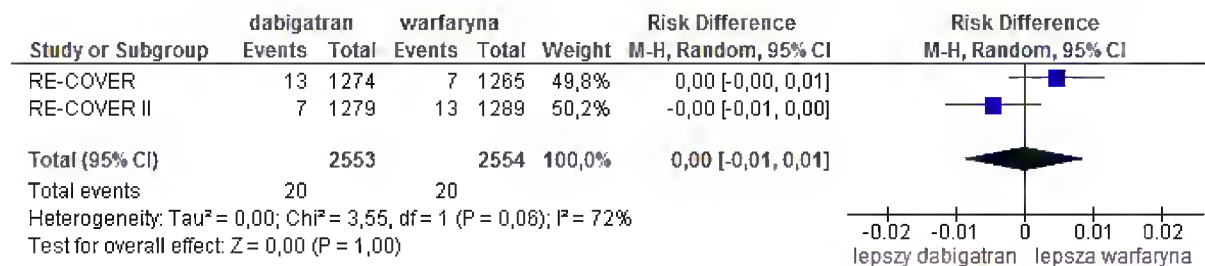 dabigatran warfaryna Risk Difference Risk Difference
Study or Subgroup Events Total Events Total Weight M-H, Random, 95% CI M-H, Random, 95% CI
RE-COVER 13 1274 7 1265 49,8% 0,00 [-0,00, 0,01]
RE-COVER II 7 1279 13 1289 50,2% -0,00 [-0,01, 0,00]
Total (95% CI) 2553 2554 100,0% 0,00 [-0,01, 0,01]
Total events 20 20
Heterogeneity: Tau² = 0,00; Chi² = 3,55, df = 1 (P = 0,06); I² = 72%
Test for overall effect: Z = 0,00 (P = 1,00)
-0.02 -0.01 0 0.01 0.02
lepszy dabigatran lepsza warfaryna